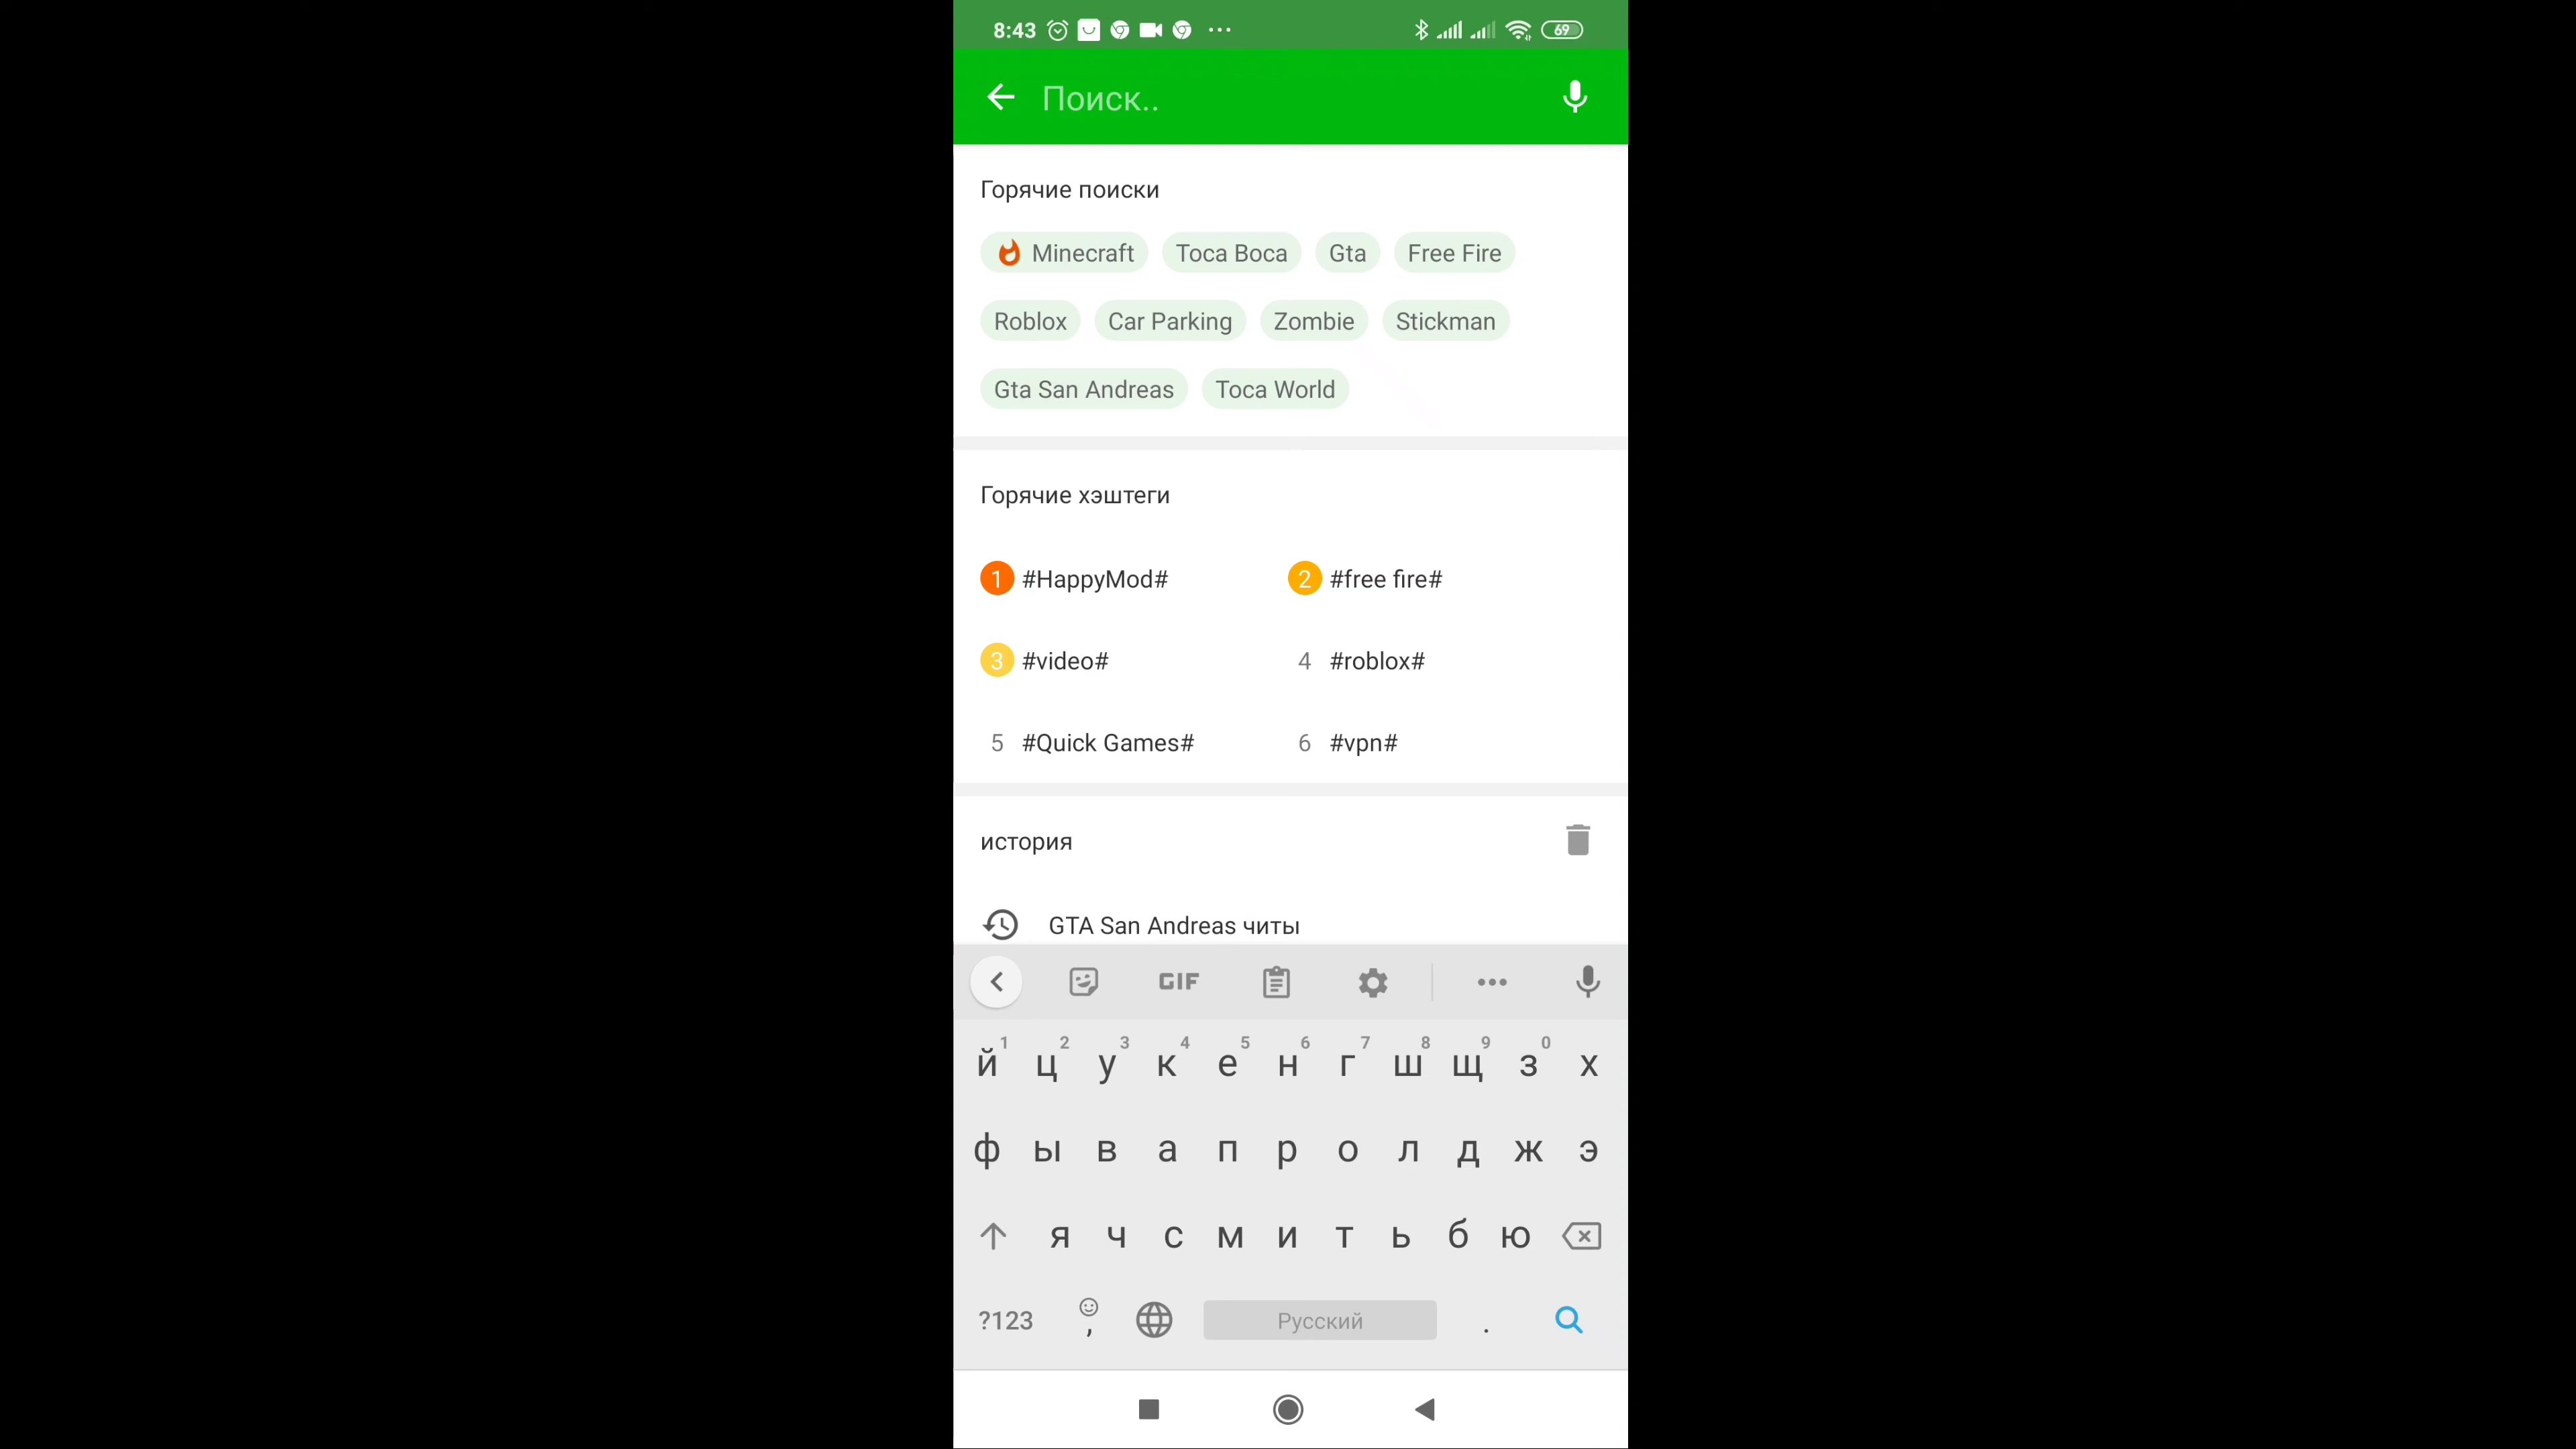 8:43 ... 69
Поиск..
Горячие поиски
Minecraft Toca Boca Gta Free Fire
Roblox Car Parking Zombie Stickman
Gta San Andreas Toca World
Горячие хэштеги
1 #HappyMod# 2 #free fire#
3 #video# 4 #roblox#
5 #Quick Games# 6 #vpn#
история
GTA San Andreas читы
GIF
1 2 3 4 5 6 7 8 9 0
й ц у к е н г ш щ з х
ф ы в а п р о л д ж э
я ч с м и т ь б ю
?123 , Русский .